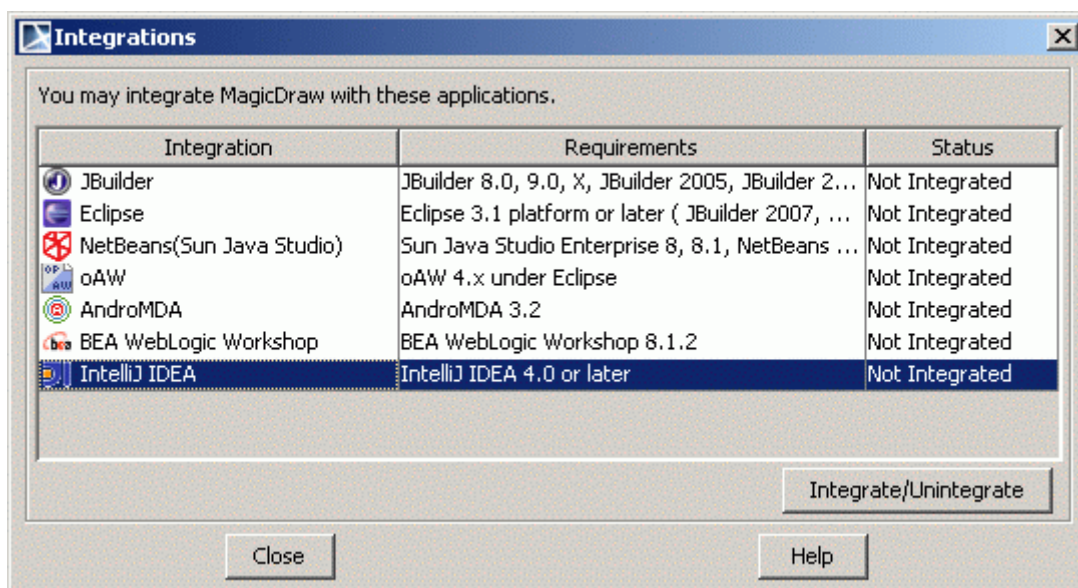 Integrations
You may integrate MagicDraw with these applications.
Integration Requirements Status
JBuilder JBuilder 8.0, 9.0, X, JBuilder 2005, JBuilder 2... Not Integrated
Eclipse Eclipse 3.1 platform or later ( JBuilder 2007, ... Not Integrated
NetBeans(Sun Java Studio) Sun Java Studio Enterprise 8, 8.1, NetBeans ... Not Integrated
OP AW oAW oAW 4.x under Eclipse Not Integrated
AndroMDA AndroMDA 3.2 Not Integrated
bea BEA WebLogic Workshop BEA WebLogic Workshop 8.1.2 Not Integrated
IntelliJ IDEA IntelliJ IDEA 4.0 or later Not Integrated
Integrate/Unintegrate
Close Help